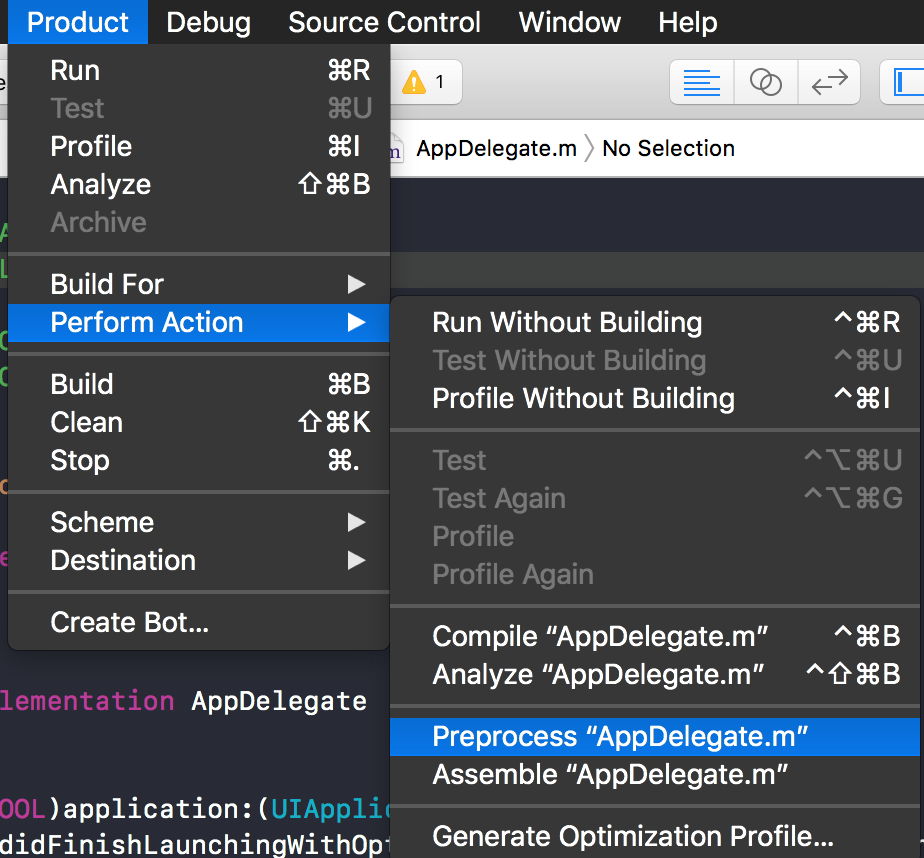 Product Debug Source Control Window Help
Run ⌘R
Test ⌘U
Profile ⌘I
Analyze ⇧⌘B
Archive
Build For ▶
Perform Action ▶
Build ⌘B
Clean ⇧⌘K
Stop ⌘.
Scheme ▶
Destination ▶
Create Bot...
1
AppDelegate.m 〉 No Selection
Run Without Building ^⌘R
Test Without Building ^⌘U
Profile Without Building ^⌘I
Test ^⌥⌘U
Test Again ^⌥⌘G
Profile
Profile Again
Compile “AppDelegate.m” ^⌘B
Analyze “AppDelegate.m” ^⇧⌘B
Preprocess “AppDelegate.m”
Assemble “AppDelegate.m”
Generate Optimization Profile...
lementation AppDelegate
OOL)application:(UIApplic
didFinishLaunchingWithOpt